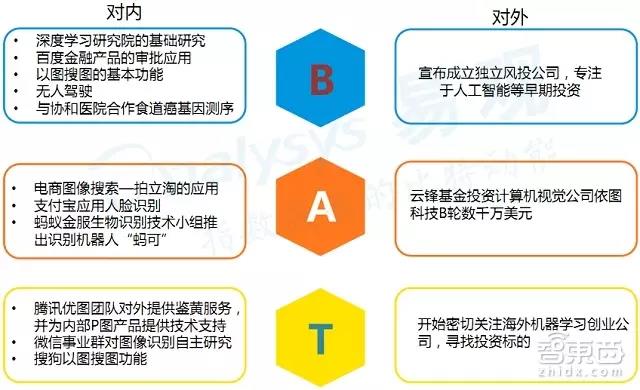 对内
对外
深度学习研究院的基础研究
百度金融产品的审批应用
以图搜图的基本功能
无人驾驶
与协和医院合作食道癌基因测序
B
宣布成立独立风投公司，专注
于人工智能等早期投资
电商图像搜索—拍立淘的应用
支付宝应用人脸识别
蚂蚁金服生物识别技术小组推
出识别机器人“蚂可”
A
云锋基金投资计算机视觉公司依图
科技B轮数千万美元
腾讯优图团队对外提供鉴黄服务，
并为内部P图产品提供技术支持
微信事业群对图像识别自主研究
搜狗以图搜图功能
T
开始密切关注海外机器学习创业公
司，寻找投资标的
Analysys易观
智东西
zhidx.com